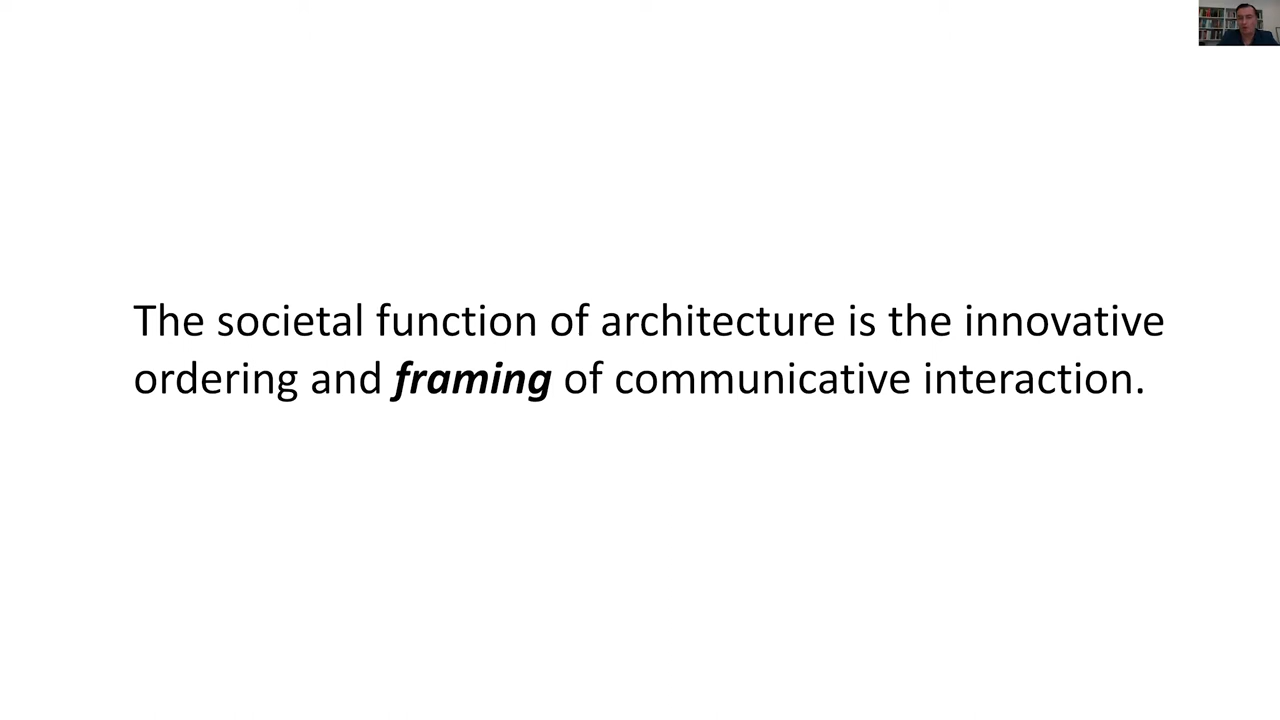 The societal function of architecture is the innovative
ordering and framing of communicative interaction.